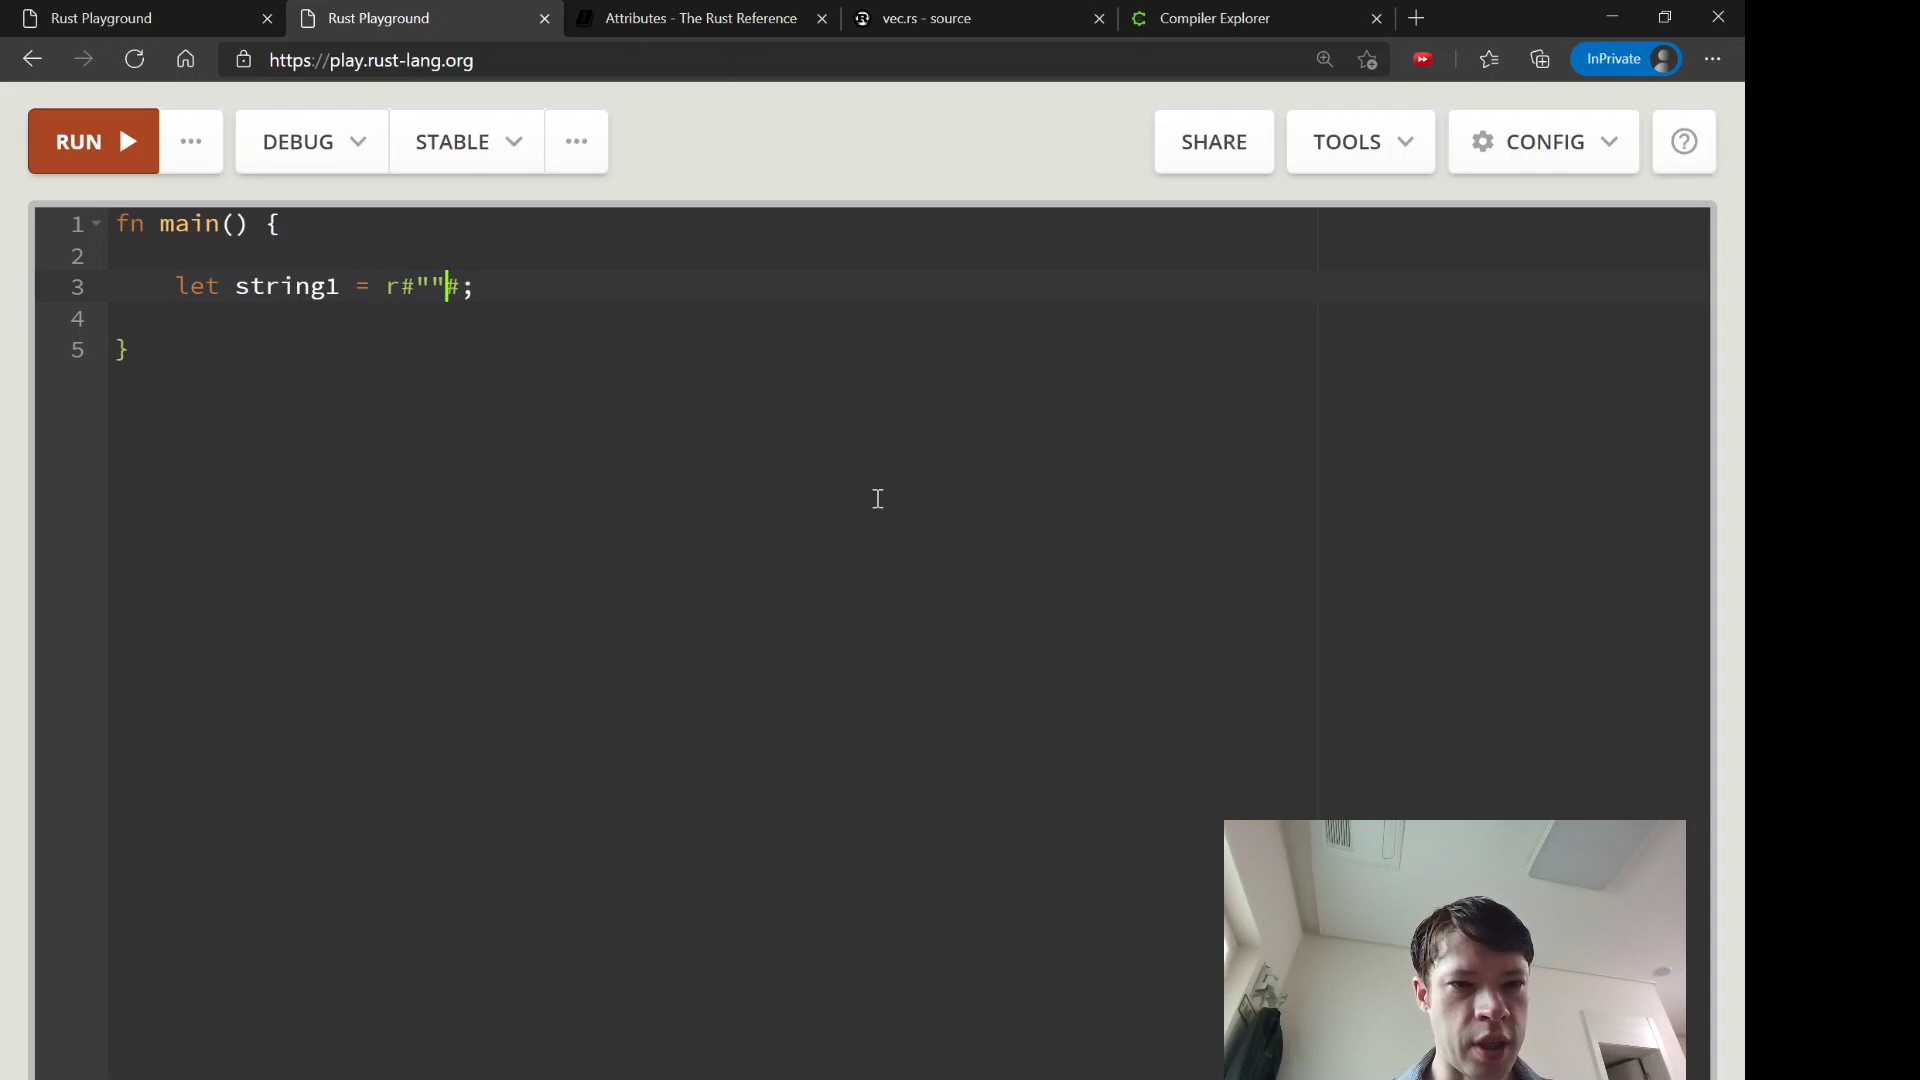 Rust Playground
Rust Playground
Attributes - The Rust Reference
vec.rs - source
Compiler Explorer
https://play.rust-lang.org
InPrivate
RUN
DEBUG
STABLE
SHARE
TOOLS
CONFIG
1 fn main() {
2
3 let string1 = r#""#;
4
5 }